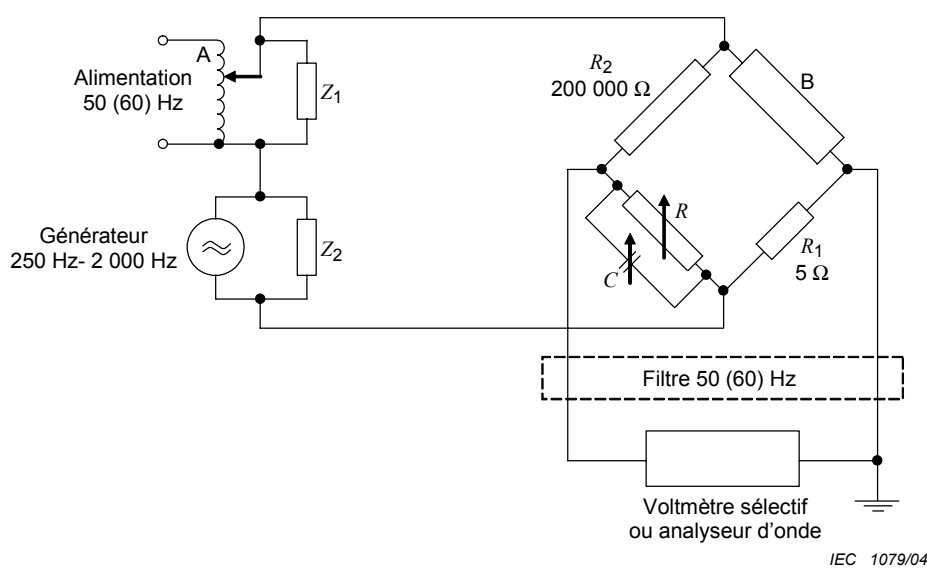 A
Alimentation
50 (60) Hz
Z1
R2
200 000 Ω
B
Générateur
250 Hz- 2 000 Hz
Z2
R
C
R1
5 Ω
Filtre 50 (60) Hz
Voltmètre sélectif
ou analyseur d'onde
IEC 1079/04